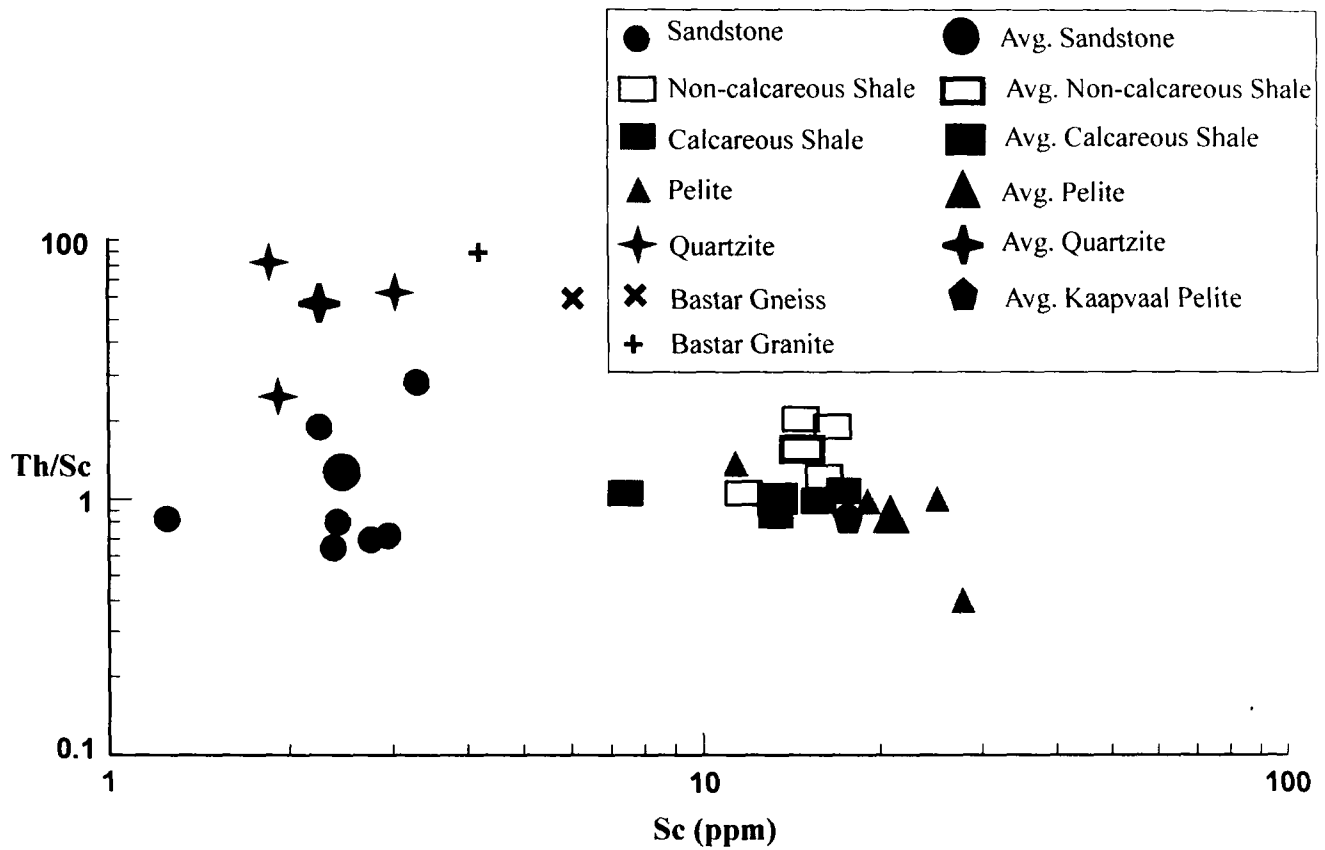 Sandstone Avg. Sandstone
Non-calcareous Shale Avg. Non-calcareous Shale
Calcareous Shale Avg. Calcareous Shale
Pelite Avg. Pelite
Quartzite Avg. Quartzite
Bastar Gneiss Avg. Kaapvaal Pelite
Bastar Granite
100
Th/Sc
1
0.1
1 10 100
Sc (ppm)